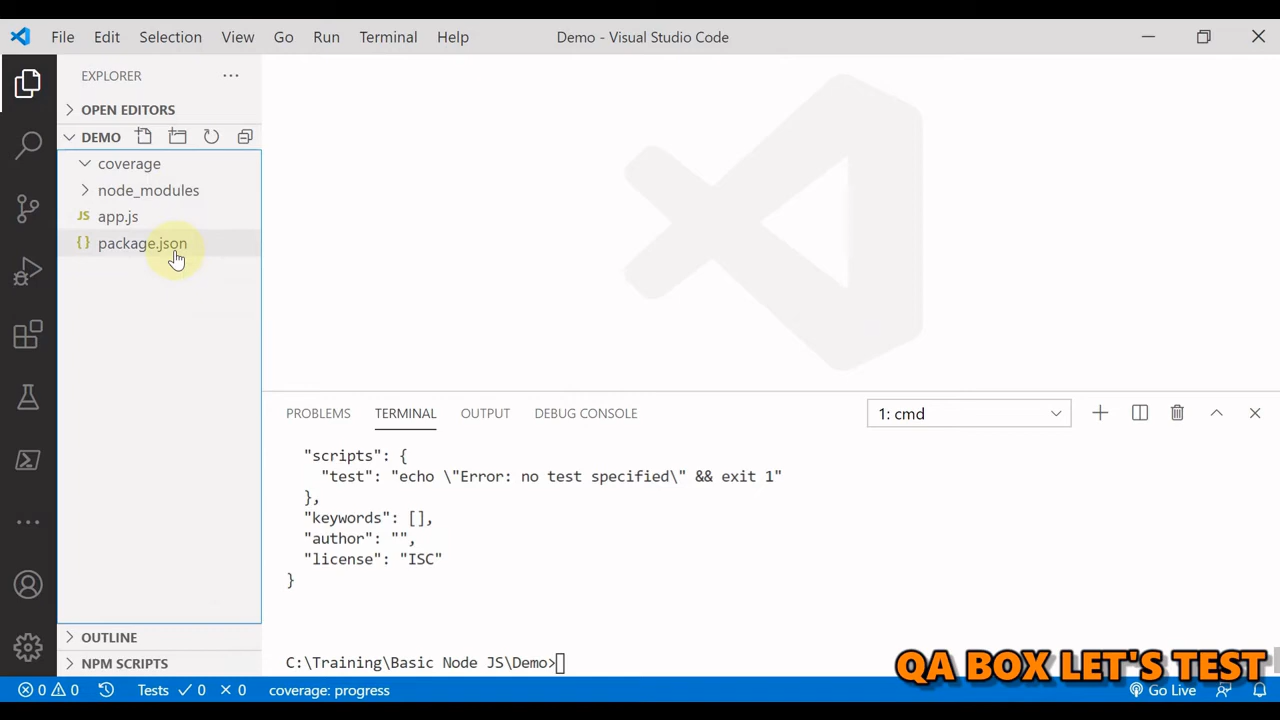 File Edit Selection View Go Run Terminal Help
Demo - Visual Studio Code
EXPLORER
OPEN EDITORS
DEMO
coverage
node_modules
JS app.js
{} package.json
OUTLINE
NPM SCRIPTS
PROBLEMS TERMINAL OUTPUT DEBUG CONSOLE
1: cmd
"scripts": {
"test": "echo \"Error: no test specified\" && exit 1"
},
"keywords": [],
"author": "",
"license": "ISC"
}
C:\Training\Basic Node JS\Demo>
QA BOX LET'S TEST
0 0 Tests 0 0 coverage: progress
Go Live